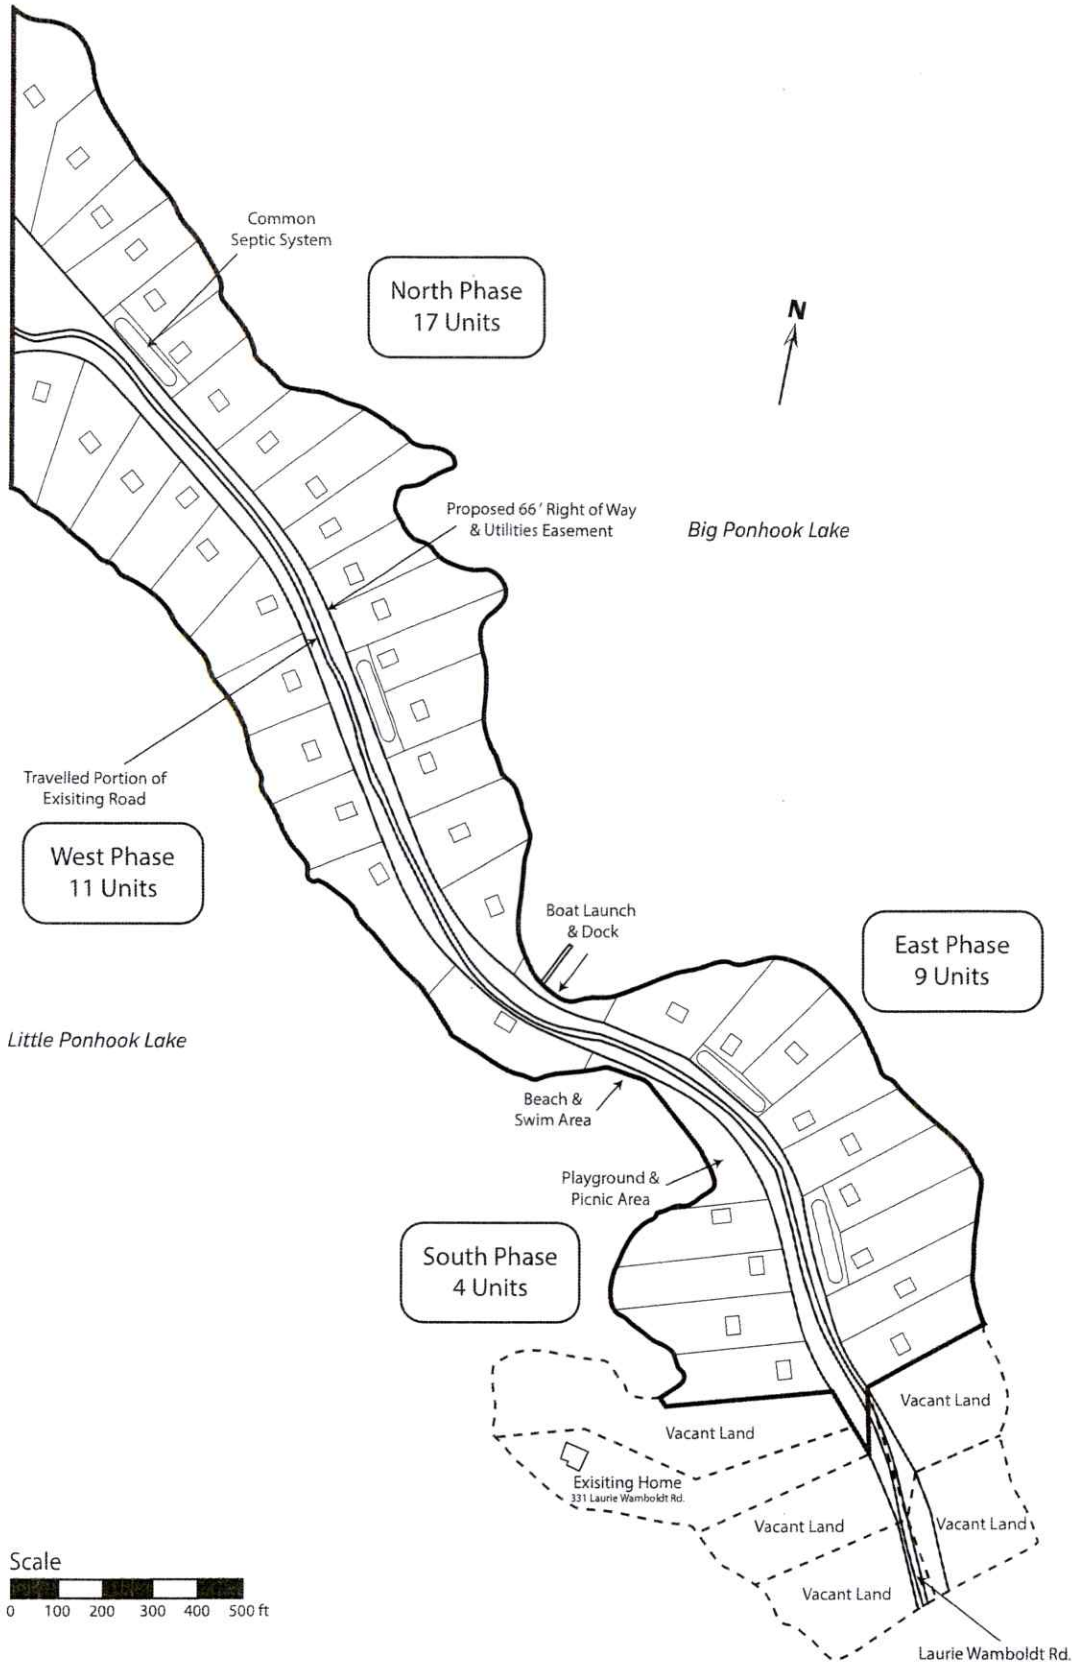 Common
Septic System
North Phase
17 Units
N
Proposed 66' Right of Way
& Utilities Easement
Big Ponhook Lake
Travelled Portion of
Exisiting Road
West Phase
11 Units
Boat Launch
& Dock
East Phase
9 Units
Little Ponhook Lake
Beach &
Swim Area
Playground &
Picnic Area
South Phase
4 Units
Vacant Land
Vacant Land
Exisiting Home
331 Laurie Wamboldt Rd.
Vacant Land
Vacant Land
Vacant Land
Scale
0 100 200 300 400 500 ft
Laurie Wamboldt Rd.